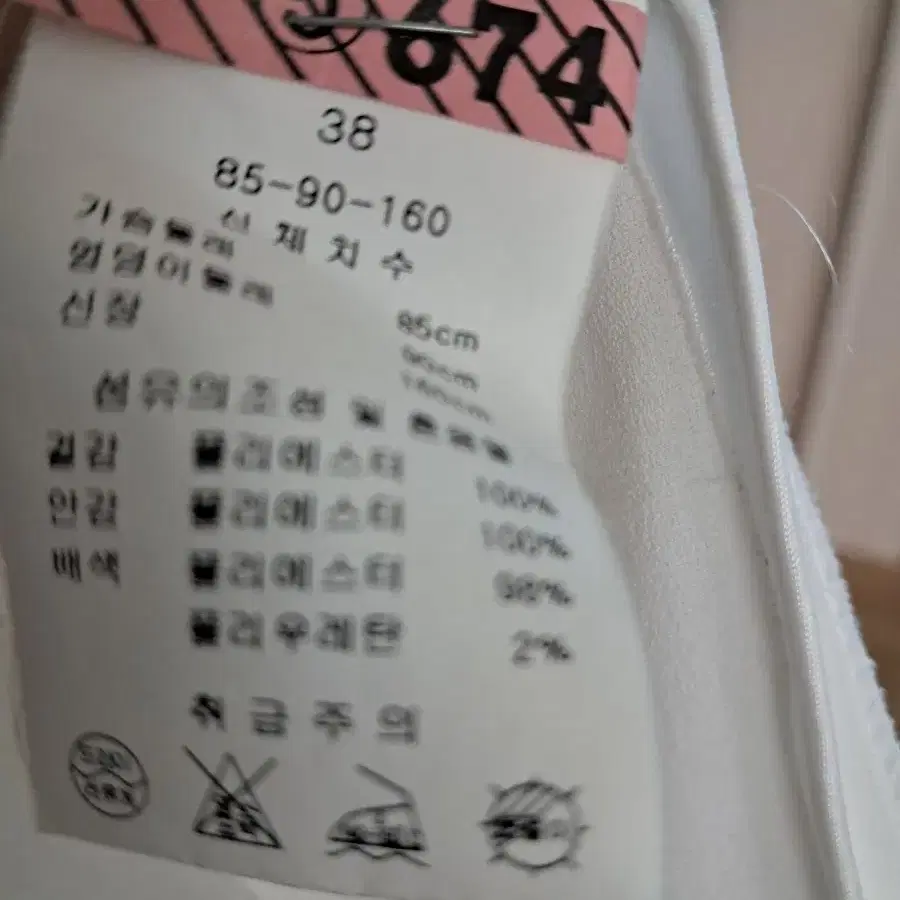 674
38
85-90-160
신체치수
가슴둘레 85cm
엉덩이둘레 90cm
신장 160cm
섬유의조성 및 혼용율
겉감 폴리에스터 100%
안감 폴리에스터 100%
배색 폴리에스터 98%
폴리우레탄 2%
취급주의